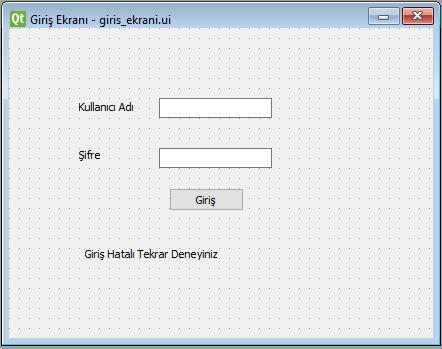 Qt Giriş Ekranı - giris_ekrani.ui
Kullanıcı Adı
Şifre
Giriş
Giriş Hatalı Tekrar Deneyiniz